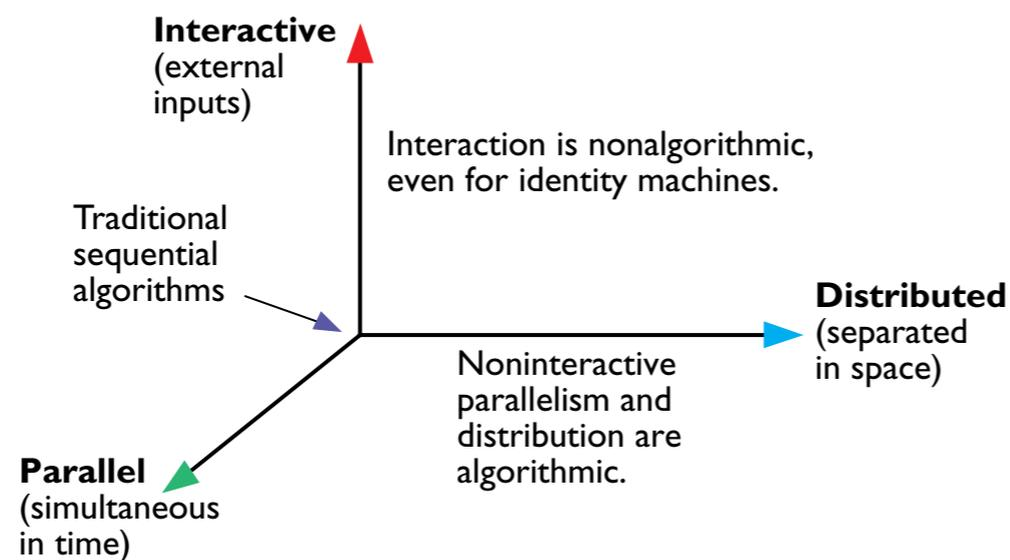 Interactive
(external
inputs)
Interaction is nonalgorithmic,
even for identity machines.
Traditional
sequential
algorithms
Distributed
(separated
in space)
Noninteractive
parallelism and
distribution are
algorithmic.
Parallel
(simultaneous
in time)